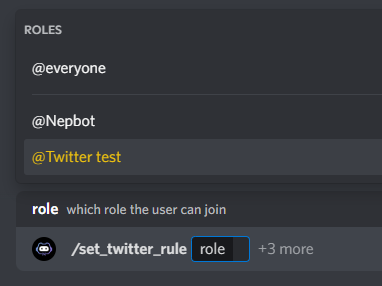 ROLES
@everyone
@Nepbot
@Twitter test
role which role the user can join
/set_twitter_rule role +3 more